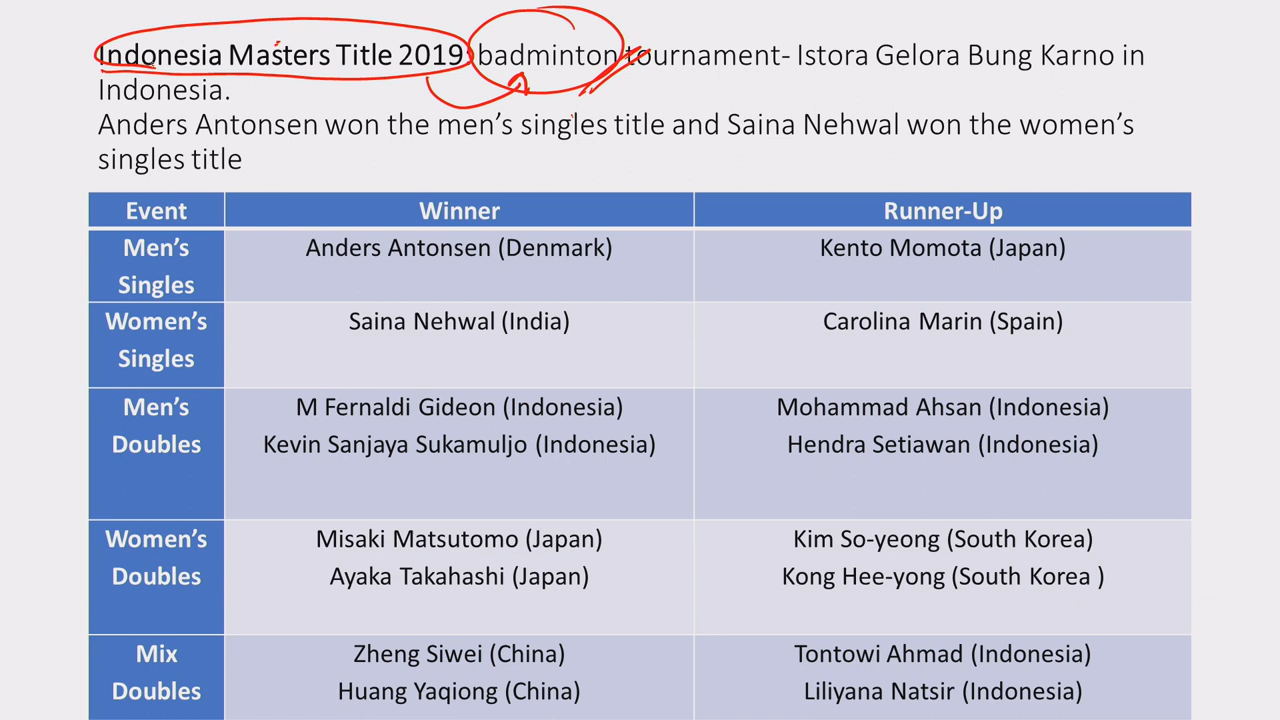 Indonesia Masters Title 2019: badminton tournament- Istora Gelora Bung Karno in
Indonesia.
Anders Antonsen won the men's singles title and Saina Nehwal won the women's
singles title
Event Winner Runner-Up
Men's Singles Anders Antonsen (Denmark) Kento Momota (Japan)
Women's Singles Saina Nehwal (India) Carolina Marin (Spain)
Men's Doubles M Fernaldi Gideon (Indonesia) Mohammad Ahsan (Indonesia)
Kevin Sanjaya Sukamuljo (Indonesia) Hendra Setiawan (Indonesia)
Women's Doubles Misaki Matsutomo (Japan) Kim So-yeong (South Korea)
Ayaka Takahashi (Japan) Kong Hee-yong (South Korea )
Mix Doubles Zheng Siwei (China) Tontowi Ahmad (Indonesia)
Huang Yaqiong (China) Liliyana Natsir (Indonesia)